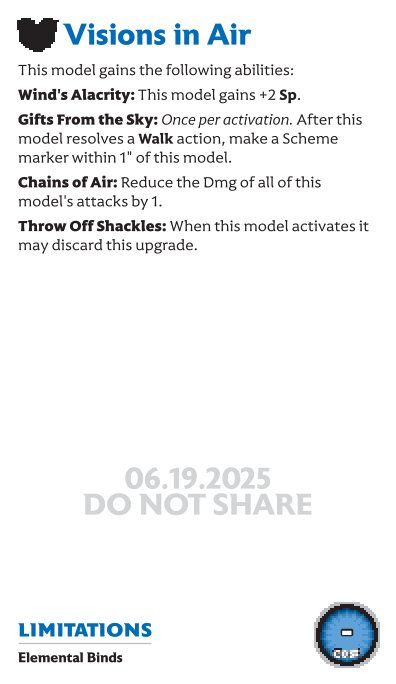 Visions in Air
This model gains the following abilities:
Wind's Alacrity: This model gains +2 Sp.
Gifts From the Sky: Once per activation. After this
model resolves a Walk action, make a Scheme
marker within 1" of this model.
Chains of Air: Reduce the Dmg of all of this
model's attacks by 1.
Throw Off Shackles: When this model activates it
may discard this upgrade.
06.19.2025
DO NOT SHARE
LIMITATIONS
Elemental Binds
-
COST